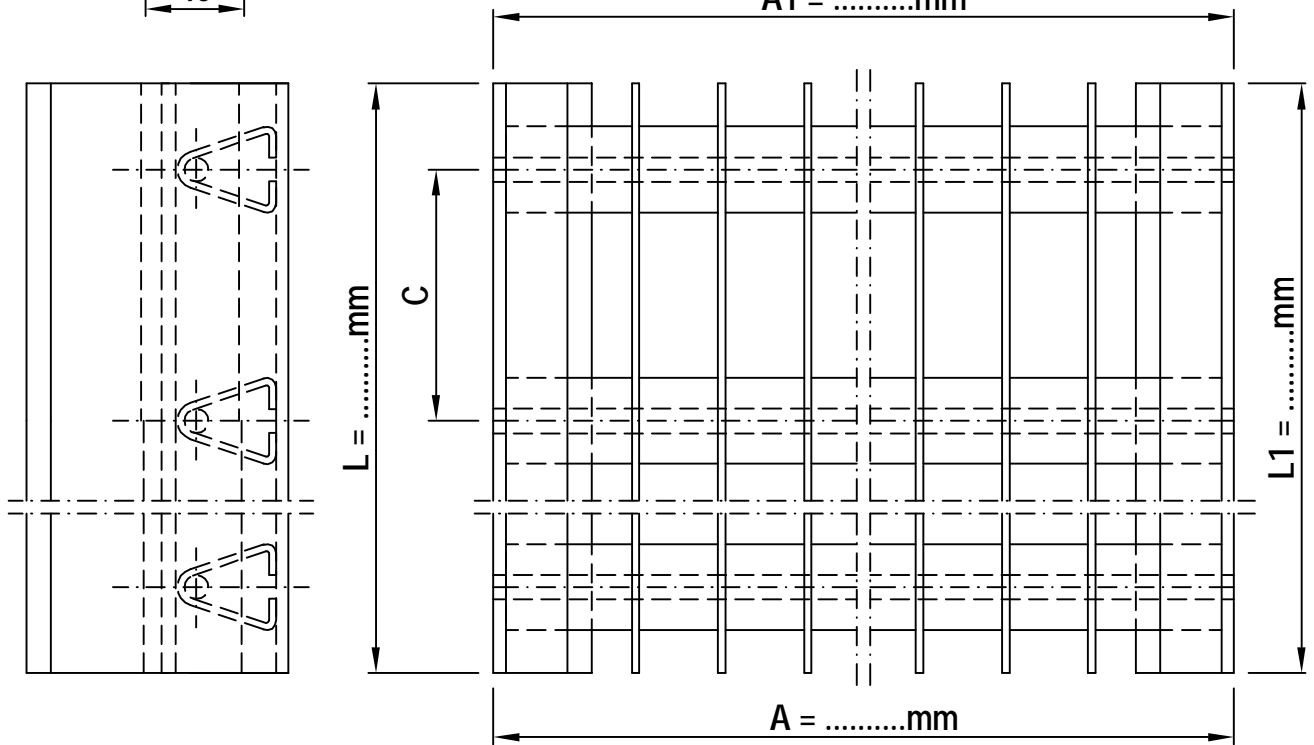 A1 = ..........mm
C
L = ..........mm
L1 = ..........mm
A = ..........mm